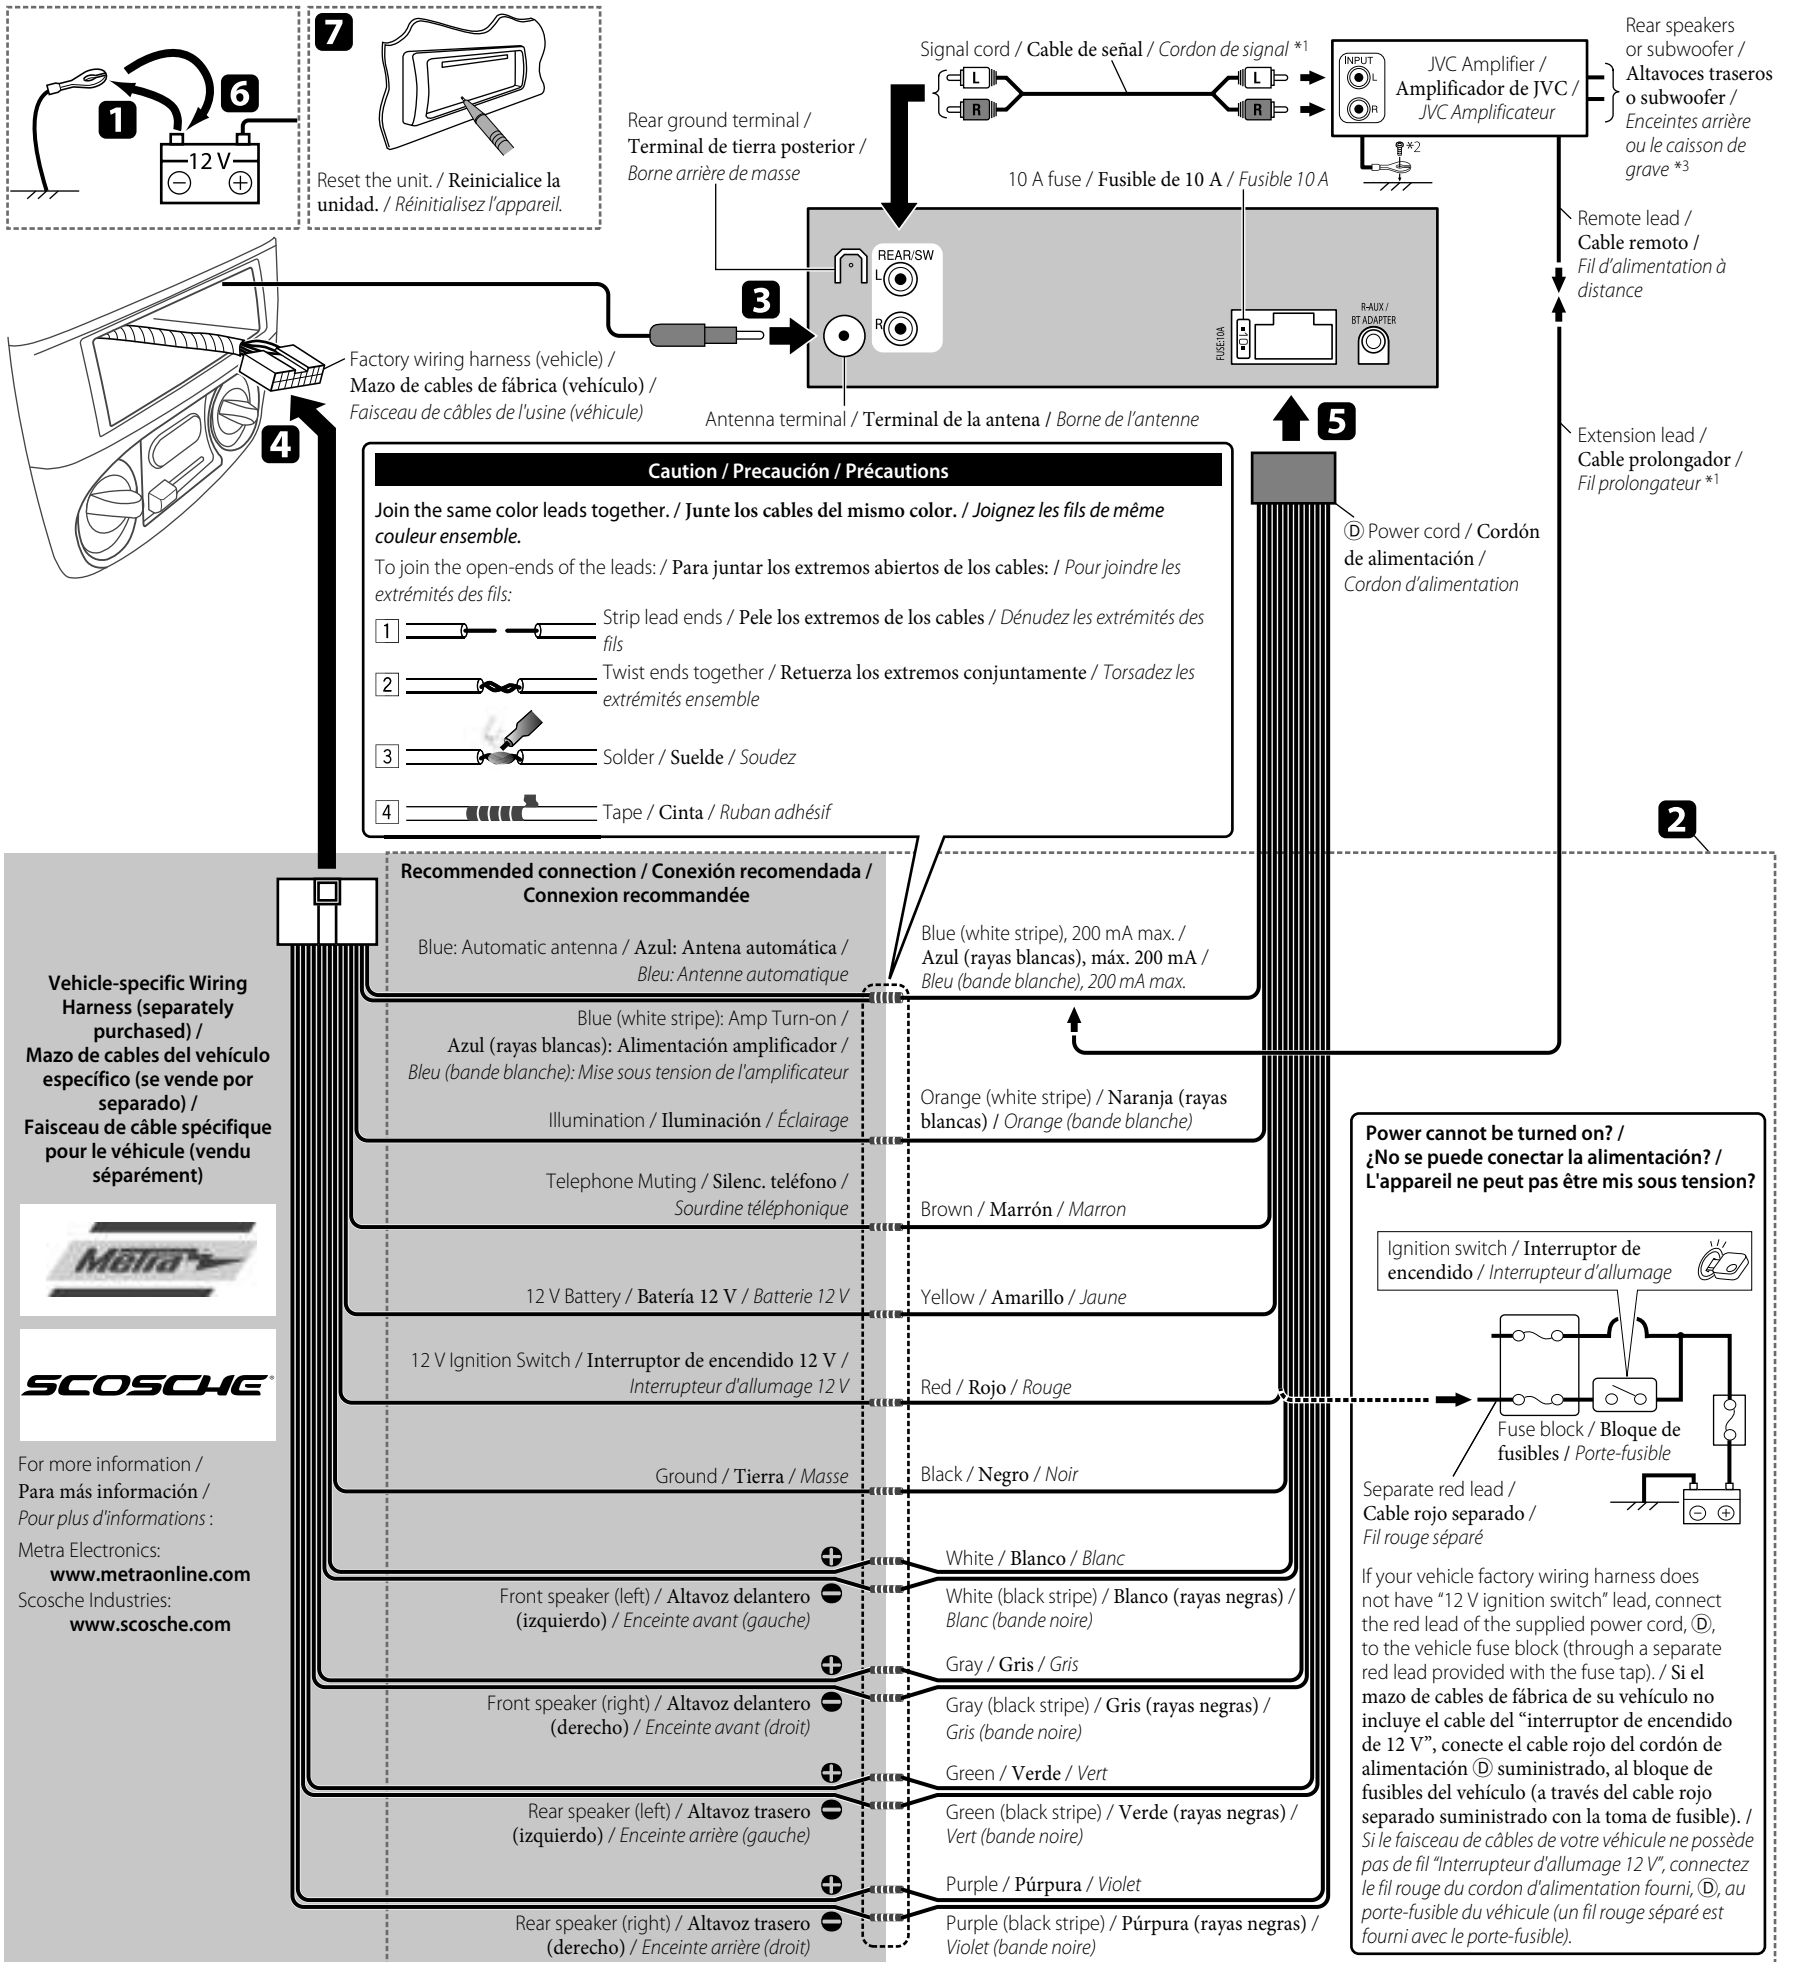 7
1
6
12 V
Reset the unit. / Reinicialice la
unidad. / Réinitialisez l'appareil.
Signal cord / Cable de señal / Cordon de signal *1
L
R
L
R
INPUT
L
R
JVC Amplifier /
Amplificador de JVC /
JVC Amplificateur
*2
Rear speakers
or subwoofer /
Altavoces traseros
o subwoofer /
Enceintes arrière
ou le caisson de
grave *3
Rear ground terminal /
Terminal de tierra posterior /
Borne arrière de masse
10 A fuse / Fusible de 10 A / Fusible 10 A
Remote lead /
Cable remoto /
Fil d'alimentation à
distance
REAR/SW
L
R
FUSE:10A
10
R-AUX /
BT ADAPTER
3
Factory wiring harness (vehicle) /
Mazo de cables de fábrica (vehículo) /
Faisceau de câbles de l'usine (véhicule)
4
Antenna terminal / Terminal de la antena / Borne de l'antenne
5
Extension lead /
Cable prolongador /
Fil prolongateur *1
Caution / Precaución / Précautions
Join the same color leads together. / Junte los cables del mismo color. / Joignez les fils de même
couleur ensemble.
To join the open-ends of the leads: / Para juntar los extremos abiertos de los cables: / Pour joindre les
extrémités des fils:
1 Strip lead ends / Pele los extremos de los cables / Dénudez les extrémités des
fils
2 Twist ends together / Retuerza los extremos conjuntamente / Torsadez les
extrémités ensemble
3 Solder / Suelde / Soudez
4 Tape / Cinta / Ruban adhésif
Ⓓ Power cord / Cordón
de alimentación /
Cordon d'alimentation
2
Recommended connection / Conexión recomendada /
Connexion recommandée
Vehicle-specific Wiring
Harness (separately
purchased) /
Mazo de cables del vehículo
específico (se vende por
separado) /
Faisceau de câble spécifique
pour le véhicule (vendu
séparément)
Metra
SCOSCHE
For more information /
Para más información /
Pour plus d'informations :
Metra Electronics:
www.metraonline.com
Scosche Industries:
www.scosche.com
Blue: Automatic antenna / Azul: Antena automática /
Bleu: Antenne automatique
Blue (white stripe), 200 mA max. /
Azul (rayas blancas), máx. 200 mA /
Bleu (bande blanche), 200 mA max.
Blue (white stripe): Amp Turn-on /
Azul (rayas blancas): Alimentación amplificador /
Bleu (bande blanche): Mise sous tension de l'amplificateur
Illumination / Iluminación / Éclairage
Orange (white stripe) / Naranja (rayas
blancas) / Orange (bande blanche)
Telephone Muting / Silenc. teléfono /
Sourdine téléphonique
Brown / Marrón / Marron
12 V Battery / Batería 12 V / Batterie 12 V
Yellow / Amarillo / Jaune
12 V Ignition Switch / Interruptor de encendido 12 V /
Interrupteur d'allumage 12 V
Red / Rojo / Rouge
Ground / Tierra / Masse
Black / Negro / Noir
White / Blanco / Blanc
Front speaker (left) / Altavoz delantero
(izquierdo) / Enceinte avant (gauche)
White (black stripe) / Blanco (rayas negras) /
Blanc (bande noire)
Gray / Gris / Gris
Front speaker (right) / Altavoz delantero
(derecho) / Enceinte avant (droit)
Gray (black stripe) / Gris (rayas negras) /
Gris (bande noire)
Green / Verde / Vert
Rear speaker (left) / Altavoz trasero
(izquierdo) / Enceinte arrière (gauche)
Green (black stripe) / Verde (rayas negras) /
Vert (bande noire)
Purple / Púrpura / Violet
Rear speaker (right) / Altavoz trasero
(derecho) / Enceinte arrière (droit)
Purple (black stripe) / Púrpura (rayas negras) /
Violet (bande noire)
Power cannot be turned on? /
¿No se puede conectar la alimentación? /
L'appareil ne peut pas être mis sous tension?
Ignition switch / Interruptor de
encendido / Interrupteur d'allumage
Fuse block / Bloque de
fusibles / Porte-fusible
Separate red lead /
Cable rojo separado /
Fil rouge séparé
If your vehicle factory wiring harness does
not have “12 V ignition switch” lead, connect
the red lead of the supplied power cord, Ⓓ,
to the vehicle fuse block (through a separate
red lead provided with the fuse tap). / Si el
mazo de cables de fábrica de su vehículo no
incluye el cable del “interruptor de encendido
de 12 V”, conecte el cable rojo del cordón de
alimentación Ⓓ suministrado, al bloque de
fusibles del vehículo (a través del cable rojo
separado suministrado con la toma de fusible). /
Si le faisceau de câbles de votre véhicule ne possède
pas de fil “Interrupteur d'allumage 12 V”, connectez
le fil rouge du cordon d'alimentation fourni, Ⓓ, au
porte-fusible du véhicule (un fil rouge séparé est
fourni avec le porte-fusible).